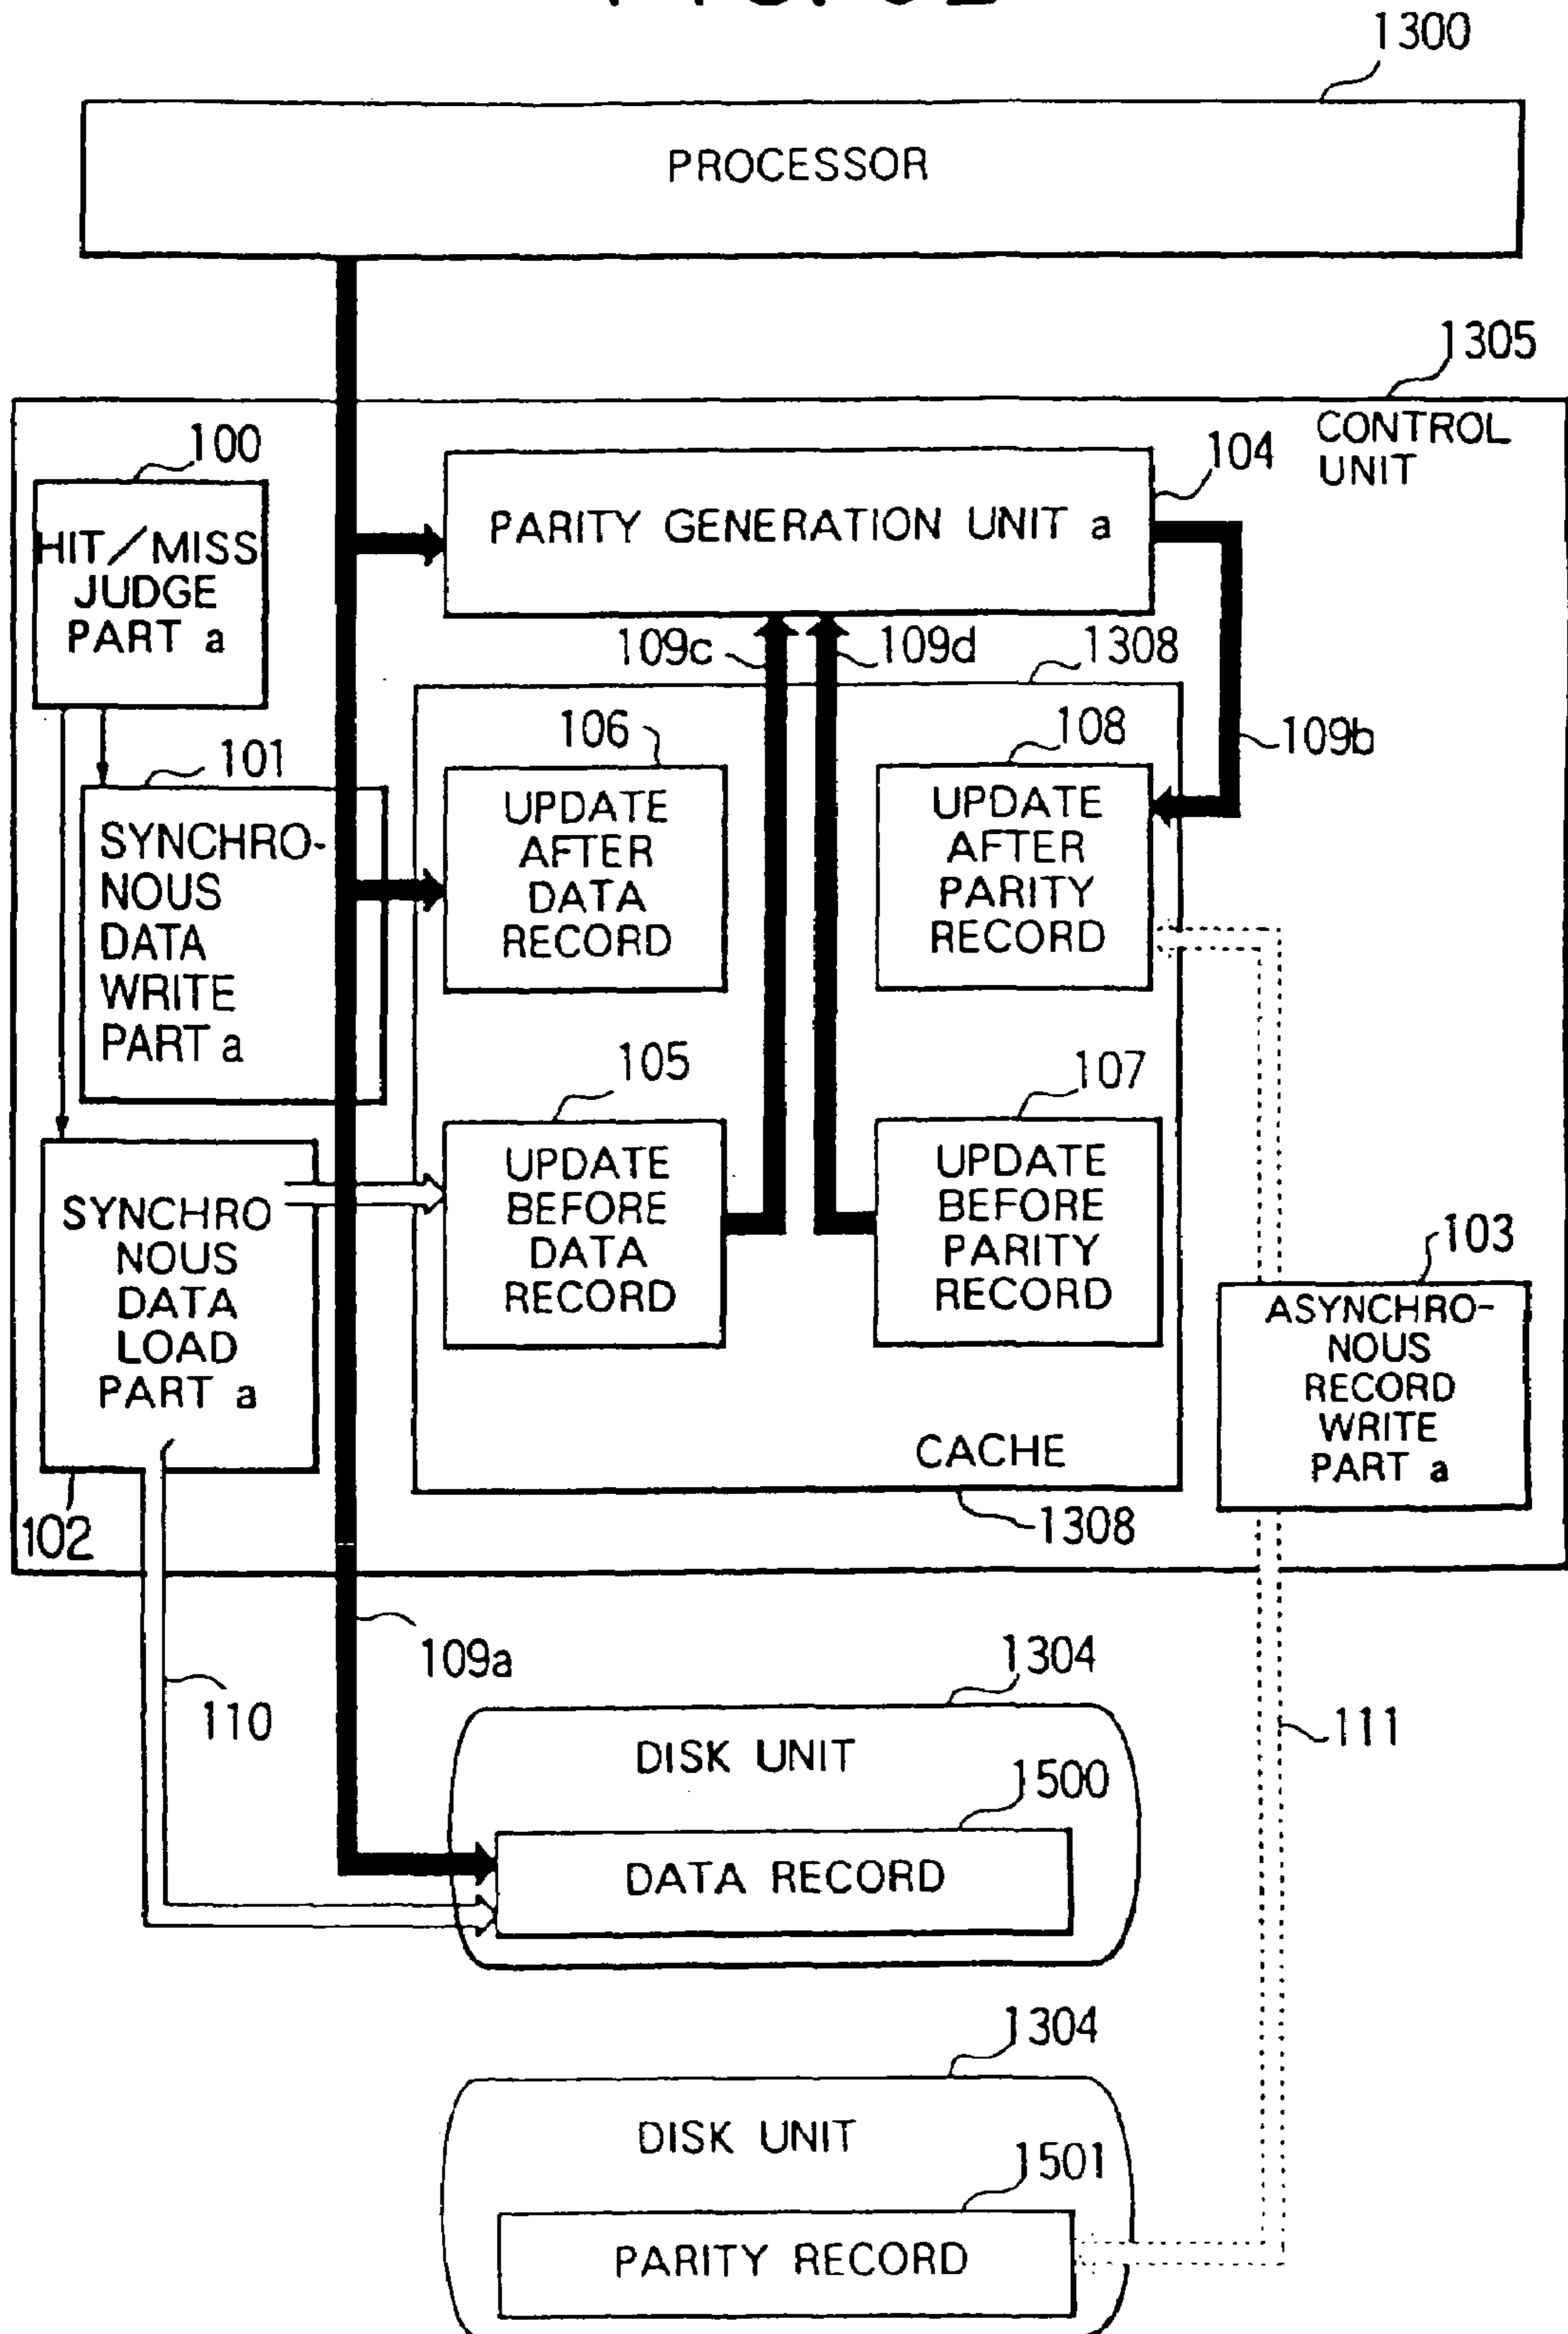 1300
PROCESSOR
1305
CONTROL
UNIT
100
HIT/MISS
JUDGE
PART a
104
PARITY GENERATION UNIT a
109c
109d
1308
106
108
109b
101
UPDATE
AFTER
DATA
RECORD
UPDATE
AFTER
PARITY
RECORD
SYNCHRO-
NOUS
DATA
WRITE
PART a
105
107
UPDATE
BEFORE
DATA
RECORD
UPDATE
BEFORE
PARITY
RECORD
SYNCHRO
NOUS
DATA
LOAD
PART a
103
ASYNCHRO-
NOUS
RECORD
WRITE
PART a
CACHE
1308
102
109a
110
1304
111
DISK UNIT
1500
DATA RECORD
1304
DISK UNIT
1501
PARITY RECORD